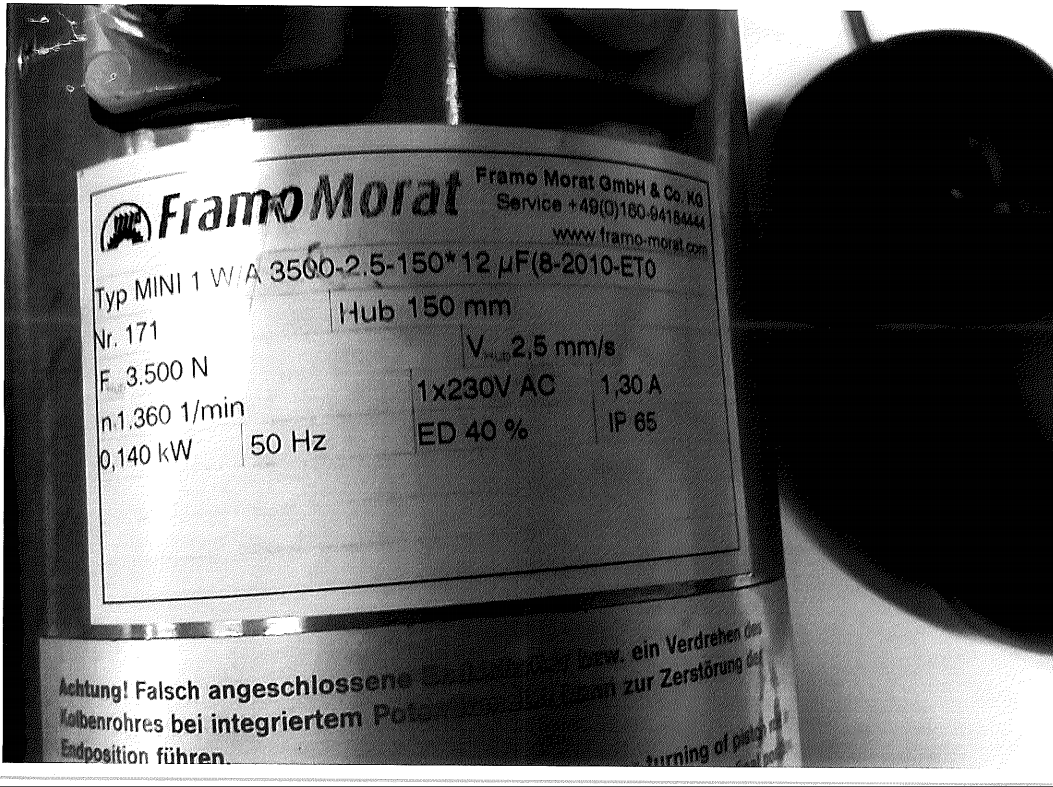 FramoMorat
Framo Morat GmbH & Co. KG
Service +49(0)160-94184444
www.framo-morat.com
Typ MINI 1 W/A 3500-2.5-150* 12 µF(8-2010-ET0
Nr. 171
Hub 150 mm
F 3.500 N
VHub 2,5 mm/s
n 1.360 1/min
1x230V AC
1,30 A
0,140 kW
50 Hz
ED 40 %
IP 65
Achtung! Falsch angeschlossene bzw. ein Verdrehen des
Kolbenrohres bei integriertem zur Zerstörung der
Endposition führen.
turning of piston